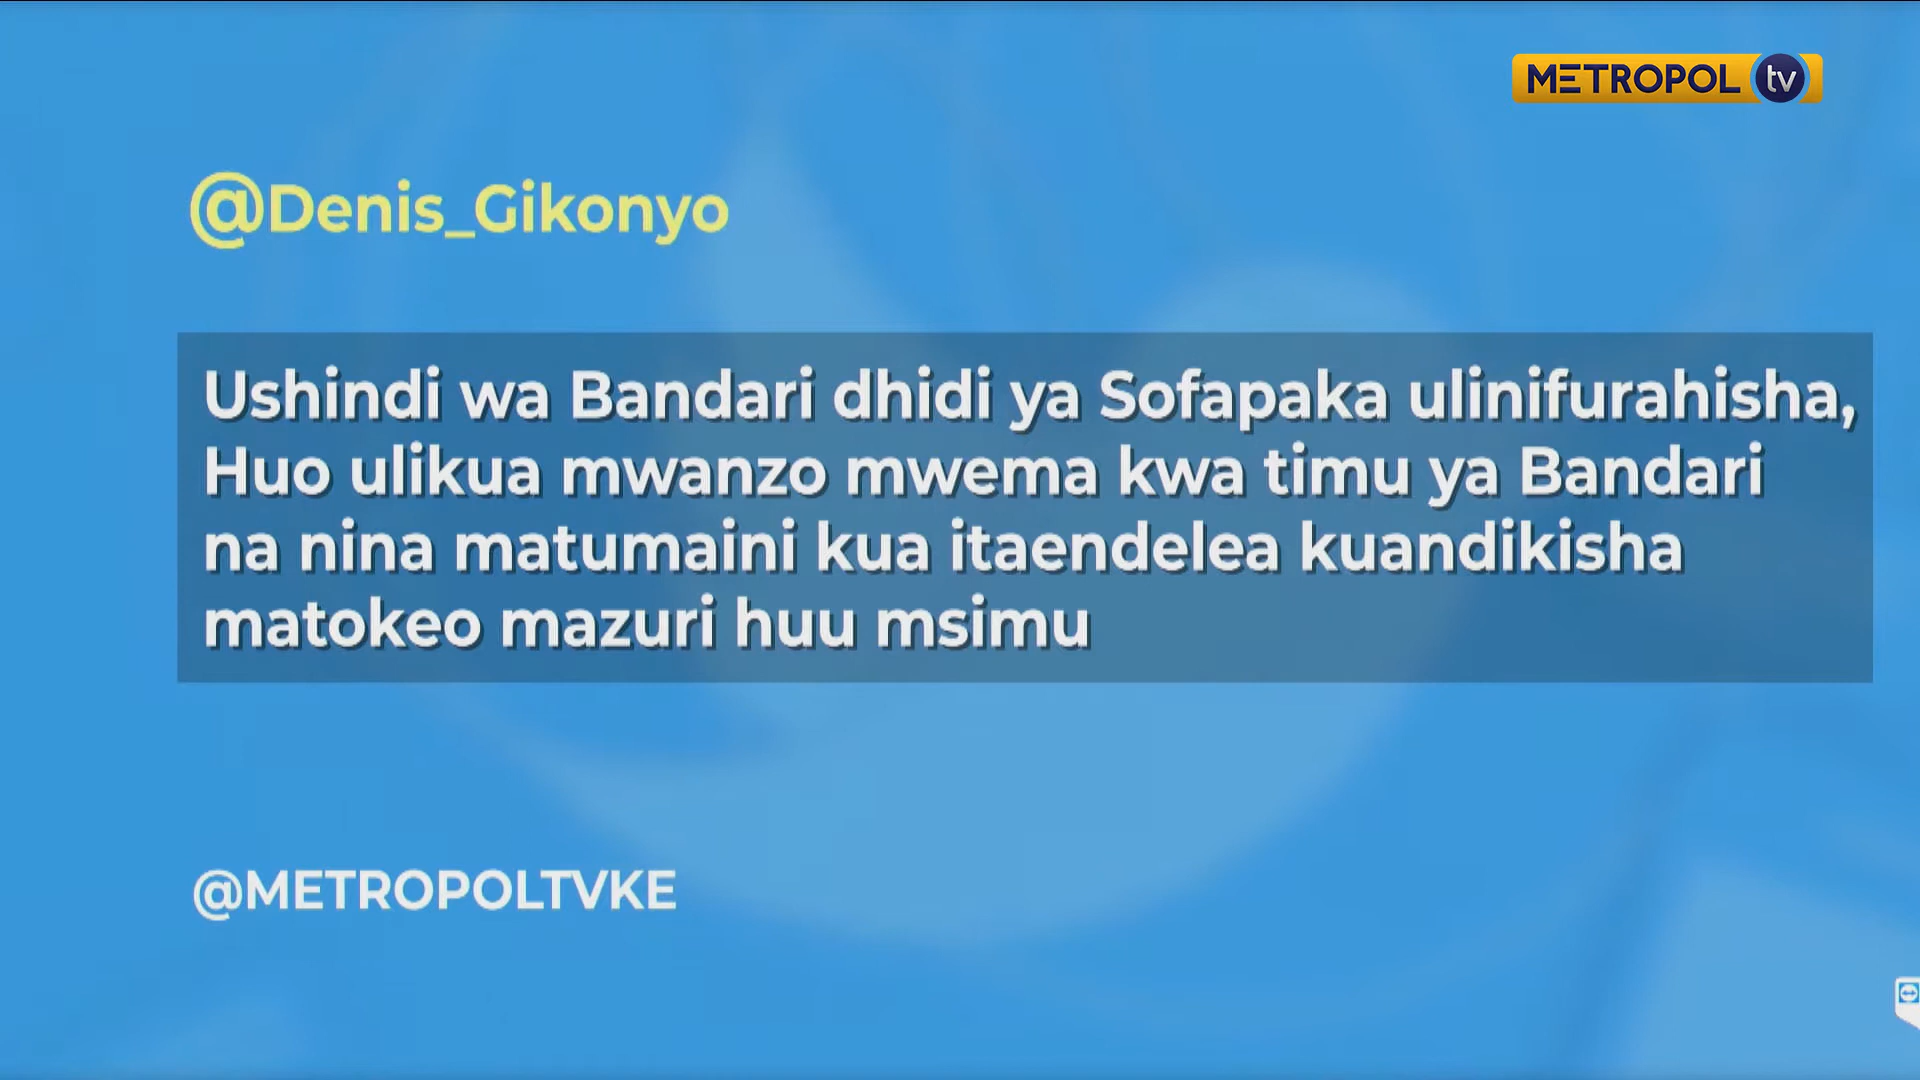 METROPOL tv
@Denis_Gikonyo
Ushindi wa Bandari dhidi ya Sofapaka ulinifurahisha,
Huo ulikua mwanzo mwema kwa timu ya Bandari
na nina matumaini kua itaendelea kuandikisha
matokeo mazuri huu msimu
@METROPOLTVKE